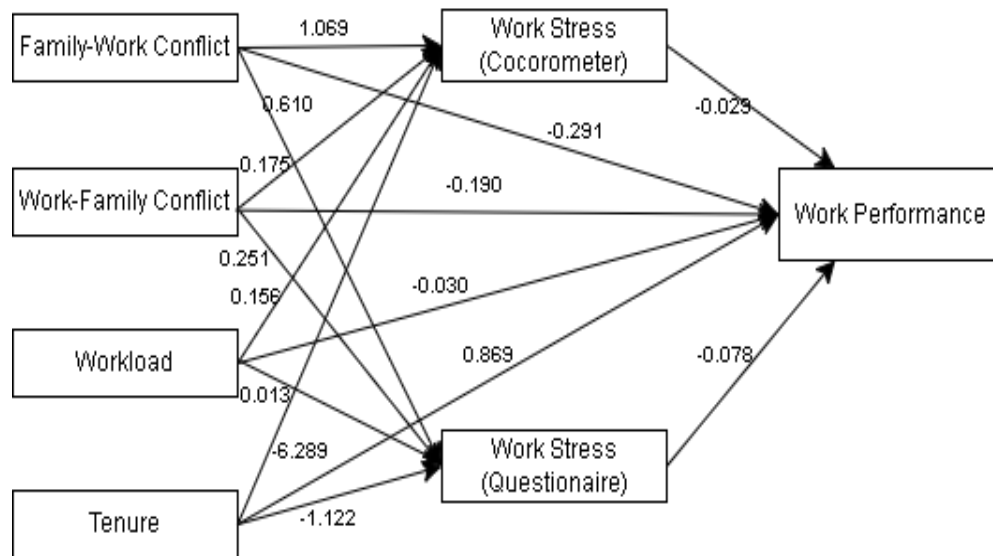 1.069
Work Stress
(Cocorometer)
Family-Work Conflict
0.610
-0.029
-0.291
0.175
Work-Family Conflict
-0.190
Work Performance
0.251
0.156
-0.030
Workload
0.869
-0.078
0.013
-6.289
Work Stress
(Questionaire)
Tenure
-1.122